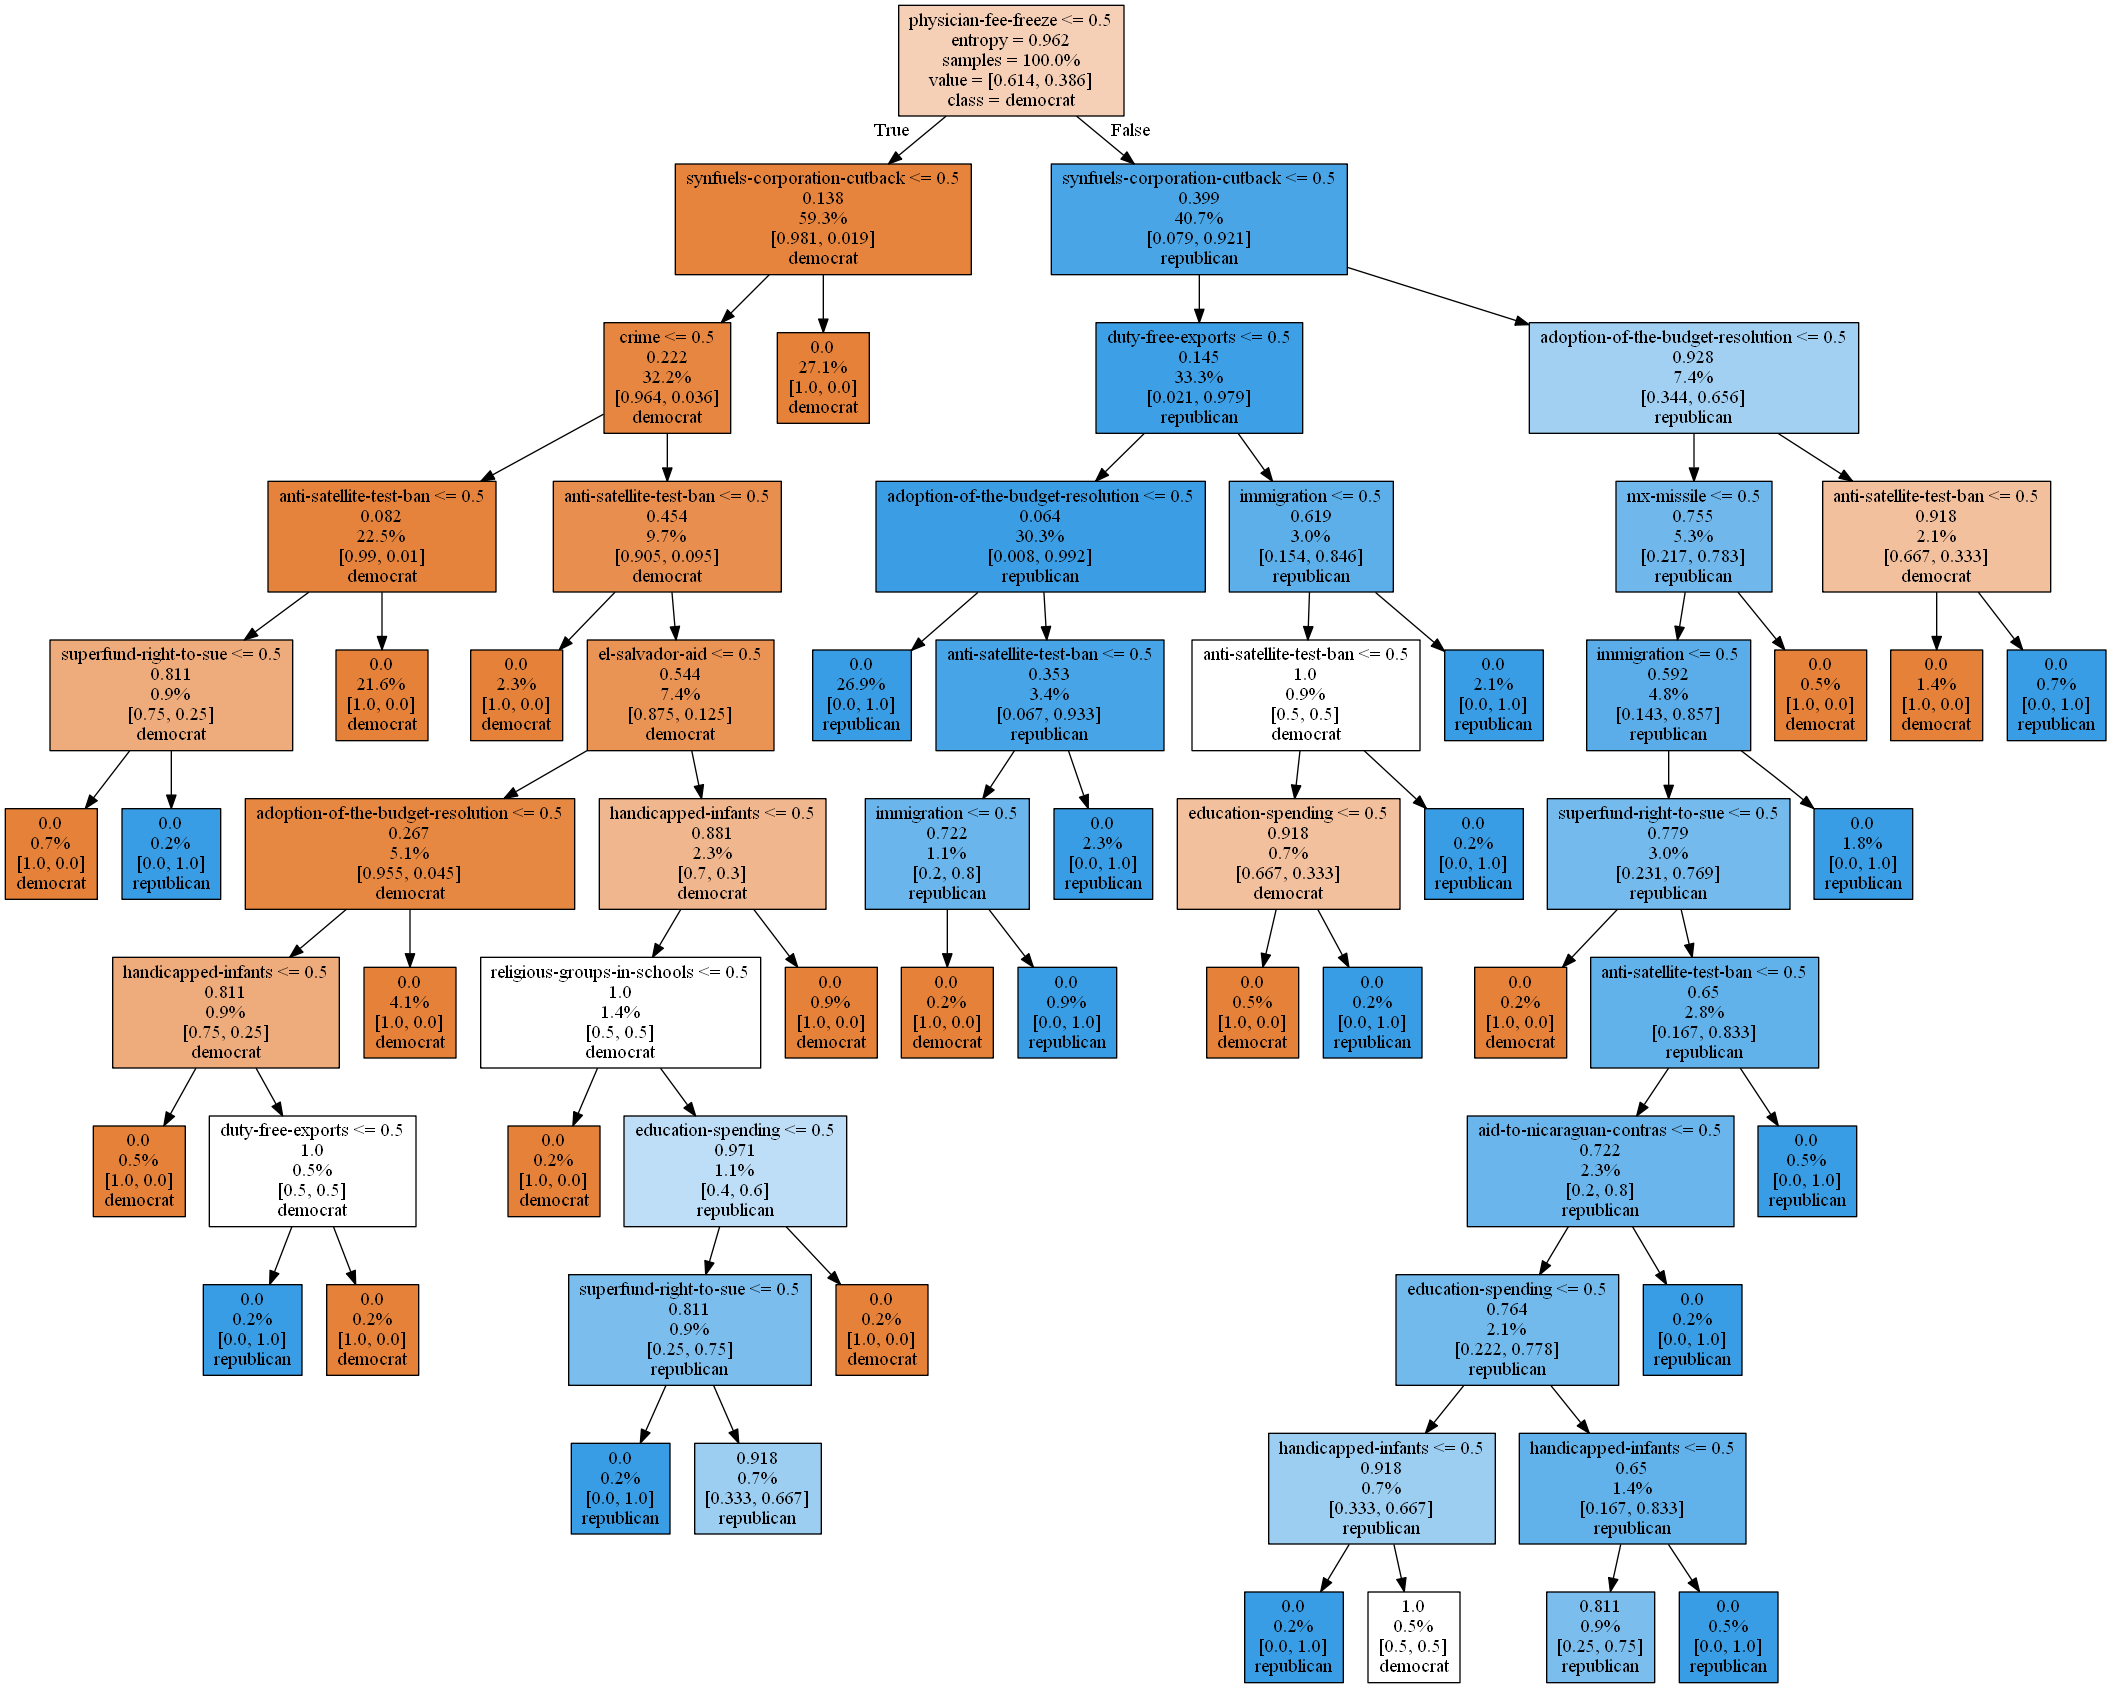 physician-fee-freeze <= 0.5
entropy = 0.962
samples = 100.0%
value = [0.614, 0.386]
class = democrat
True
False
synfuels-corporation-cutback <= 0.5
0.138
59.3%
[0.981, 0.019]
democrat
synfuels-corporation-cutback <= 0.5
0.399
40.7%
[0.079, 0.921]
republican
crime <= 0.5
0.222
32.2%
[0.964, 0.036]
democrat
0.0
27.1%
[1.0, 0.0]
democrat
duty-free-exports <= 0.5
0.145
33.3%
[0.021, 0.979]
republican
adoption-of-the-budget-resolution <= 0.5
0.928
7.4%
[0.344, 0.656]
republican
anti-satellite-test-ban <= 0.5
0.082
22.5%
[0.99, 0.01]
democrat
anti-satellite-test-ban <= 0.5
0.454
9.7%
[0.905, 0.095]
democrat
adoption-of-the-budget-resolution <= 0.5
0.064
30.3%
[0.008, 0.992]
republican
immigration <= 0.5
0.619
3.0%
[0.154, 0.846]
republican
mx-missile <= 0.5
0.755
5.3%
[0.217, 0.783]
republican
anti-satellite-test-ban <= 0.5
0.918
2.1%
[0.667, 0.333]
democrat
superfund-right-to-sue <= 0.5
0.811
0.9%
[0.75, 0.25]
democrat
0.0
21.6%
[1.0, 0.0]
democrat
0.0
2.3%
[1.0, 0.0]
democrat
el-salvador-aid <= 0.5
0.544
7.4%
[0.875, 0.125]
democrat
0.0
26.9%
[0.0, 1.0]
republican
anti-satellite-test-ban <= 0.5
0.353
3.4%
[0.067, 0.933]
republican
anti-satellite-test-ban <= 0.5
1.0
0.9%
[0.5, 0.5]
democrat
0.0
2.1%
[0.0, 1.0]
republican
immigration <= 0.5
0.592
4.8%
[0.143, 0.857]
republican
0.0
0.5%
[1.0, 0.0]
democrat
0.0
1.4%
[1.0, 0.0]
democrat
0.0
0.7%
[0.0, 1.0]
republican
0.0
0.7%
[1.0, 0.0]
democrat
0.0
0.2%
[0.0, 1.0]
republican
adoption-of-the-budget-resolution <= 0.5
0.267
5.1%
[0.955, 0.045]
democrat
handicapped-infants <= 0.5
0.881
2.3%
[0.7, 0.3]
democrat
immigration <= 0.5
0.722
1.1%
[0.2, 0.8]
republican
0.0
2.3%
[0.0, 1.0]
republican
education-spending <= 0.5
0.918
0.7%
[0.667, 0.333]
democrat
0.0
0.2%
[0.0, 1.0]
republican
superfund-right-to-sue <= 0.5
0.779
3.0%
[0.231, 0.769]
republican
0.0
1.8%
[0.0, 1.0]
republican
handicapped-infants <= 0.5
0.811
0.9%
[0.75, 0.25]
democrat
0.0
4.1%
[1.0, 0.0]
democrat
religious-groups-in-schools <= 0.5
1.0
1.4%
[0.5, 0.5]
democrat
0.0
0.9%
[1.0, 0.0]
democrat
0.0
0.2%
[1.0, 0.0]
democrat
0.0
0.9%
[0.0, 1.0]
republican
0.0
0.5%
[1.0, 0.0]
democrat
0.0
0.2%
[0.0, 1.0]
republican
0.0
0.2%
[1.0, 0.0]
democrat
anti-satellite-test-ban <= 0.5
0.65
2.8%
[0.167, 0.833]
republican
0.0
0.5%
[1.0, 0.0]
democrat
duty-free-exports <= 0.5
1.0
0.5%
[0.5, 0.5]
democrat
0.0
0.2%
[1.0, 0.0]
democrat
education-spending <= 0.5
0.971
1.1%
[0.4, 0.6]
republican
aid-to-nicaraguan-contras <= 0.5
0.722
2.3%
[0.2, 0.8]
republican
0.0
0.5%
[0.0, 1.0]
republican
0.0
0.2%
[0.0, 1.0]
republican
0.0
0.2%
[1.0, 0.0]
democrat
superfund-right-to-sue <= 0.5
0.811
0.9%
[0.25, 0.75]
republican
0.0
0.2%
[1.0, 0.0]
democrat
education-spending <= 0.5
0.764
2.1%
[0.222, 0.778]
republican
0.0
0.2%
[0.0, 1.0]
republican
0.0
0.2%
[0.0, 1.0]
republican
0.918
0.7%
[0.333, 0.667]
republican
handicapped-infants <= 0.5
0.918
0.7%
[0.333, 0.667]
republican
handicapped-infants <= 0.5
0.65
1.4%
[0.167, 0.833]
republican
0.0
0.2%
[0.0, 1.0]
republican
1.0
0.5%
[0.5, 0.5]
democrat
0.811
0.9%
[0.25, 0.75]
republican
0.0
0.5%
[0.0, 1.0]
republican